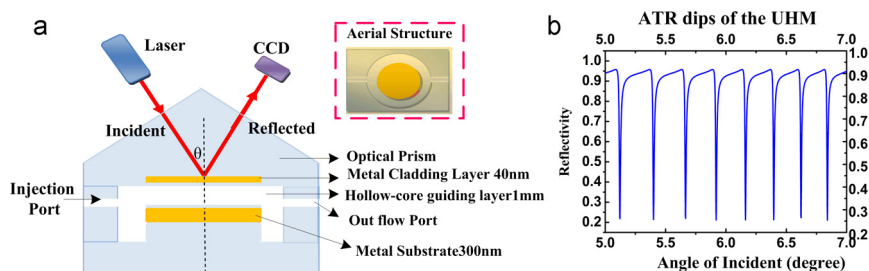 a
Laser
CCD
Aerial Structure
Incident
θ
Reflected
Optical Prism
Metal Cladding Layer 40nm
Hollow-core guiding layer1mm
Injection
Port
Out flow Port
Metal Substrate300nm
b
ATR dips of the UHM
5.0 5.5 6.0 6.5 7.0
1.0
0.9
0.8
0.7
0.6
0.5
0.4
0.3
0.2
Reflectivity
1.0
0.9
0.8
0.7
0.6
0.5
0.4
0.3
0.2
5.0 5.5 6.0 6.5 7.0
Angle of Incident (degree)